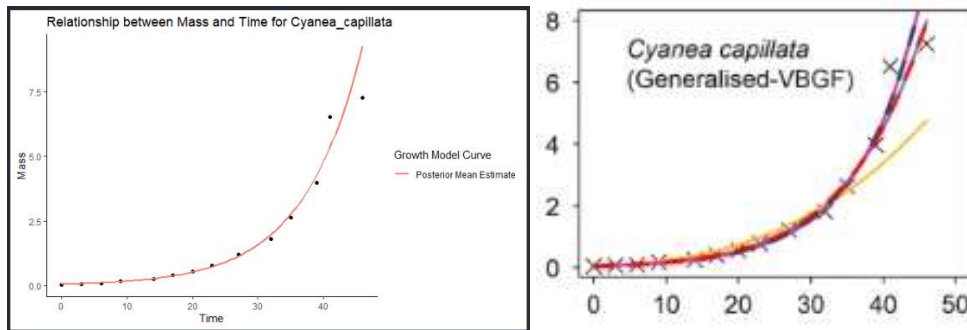 Relationship between Mass and Time for Cyanea_capillata
Mass
7.5
5.0
2.5
0.0
0
10
20
30
40
Time
Growth Model Curve
Posterior Mean Estimate
Cyanea capillata
(Generalised-VBGF)
8
6
4
2
0
0
10
20
30
40
50